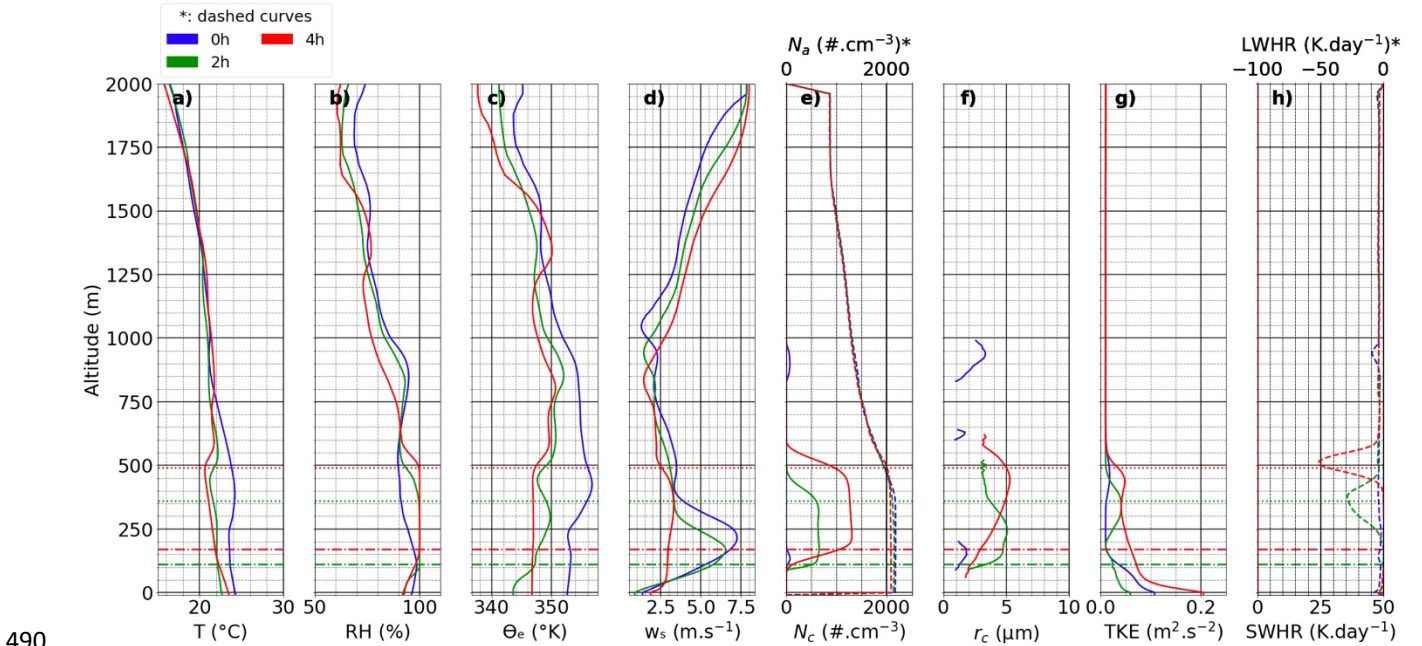 *: dashed curves
0h 4h
2h
Nₐ (#.cm⁻³)* LWHR (K.day⁻¹)*
0 2000 −100 −50 0
a) b) c) d) e) f) g) h)
2000
1750
1500
1250
1000
750
500
250
0
Altitude (m)
20 30 50 100 340 350 2.5 5.0 7.5 0 2000 0 5 10 0.0 0.2 0 25 50
T (°C) RH (%) Θₑ (°K) wₛ (m.s⁻¹) N_c (#.cm⁻³) r_c (μm) TKE (m².s⁻²) SWHR (K.day⁻¹)
490